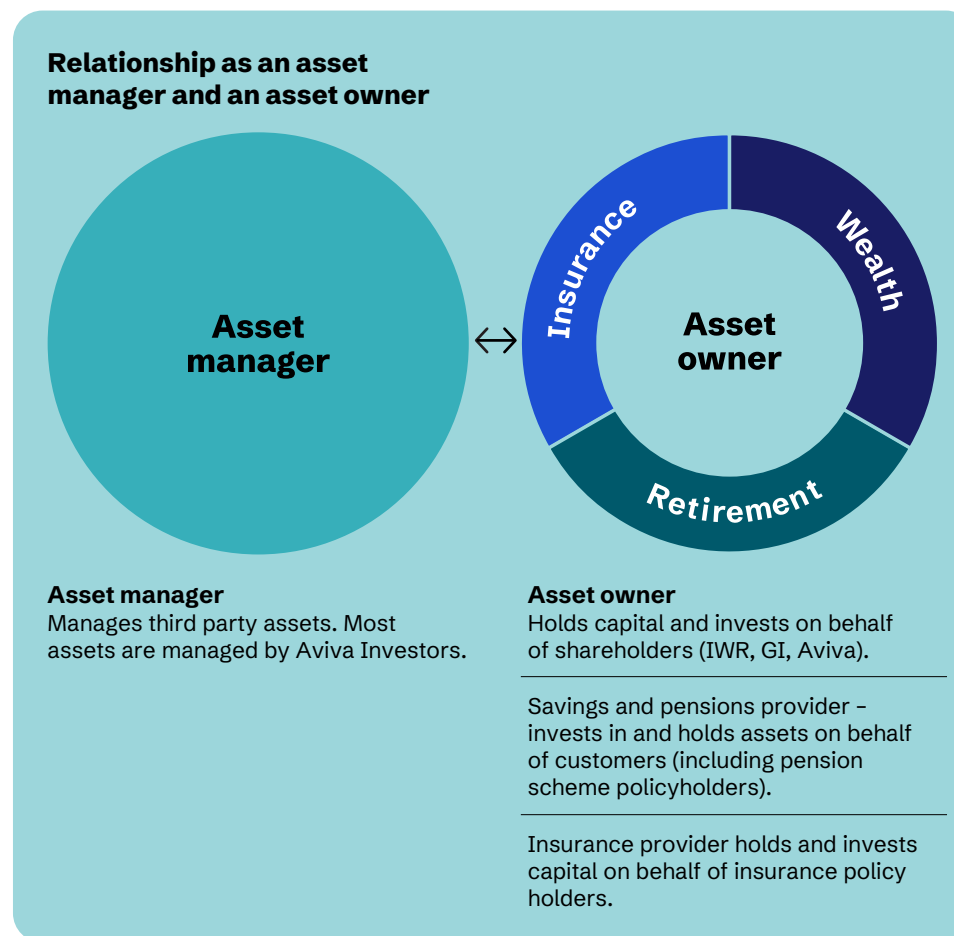 Relationship as an asset
manager and an asset owner
Asset
manager
Insurance
Wealth
Retirement
Asset
owner
Asset manager
Manages third party assets. Most
assets are managed by Aviva Investors.
Asset owner
Holds capital and invests on behalf
of shareholders (IWR, GI, Aviva).
Savings and pensions provider –
invests in and holds assets on behalf
of customers (including pension
scheme policyholders).
Insurance provider holds and invests
capital on behalf of insurance policy
holders.